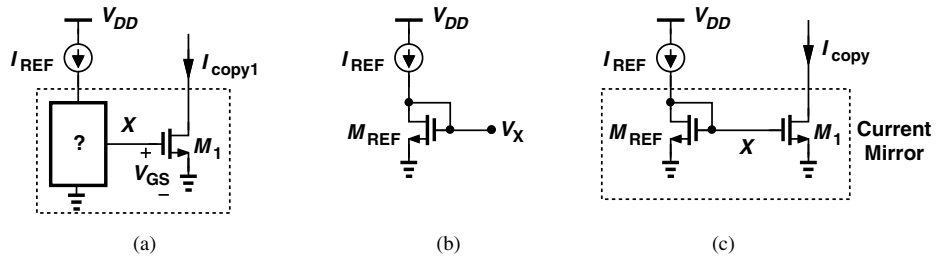 V_DD
I_REF
I_copy1
?
X
M_1
+
V_GS
−
(a)
V_DD
I_REF
M_REF
V_X
(b)
V_DD
I_REF
I_copy
M_REF
X
M_1
Current
Mirror
(c)